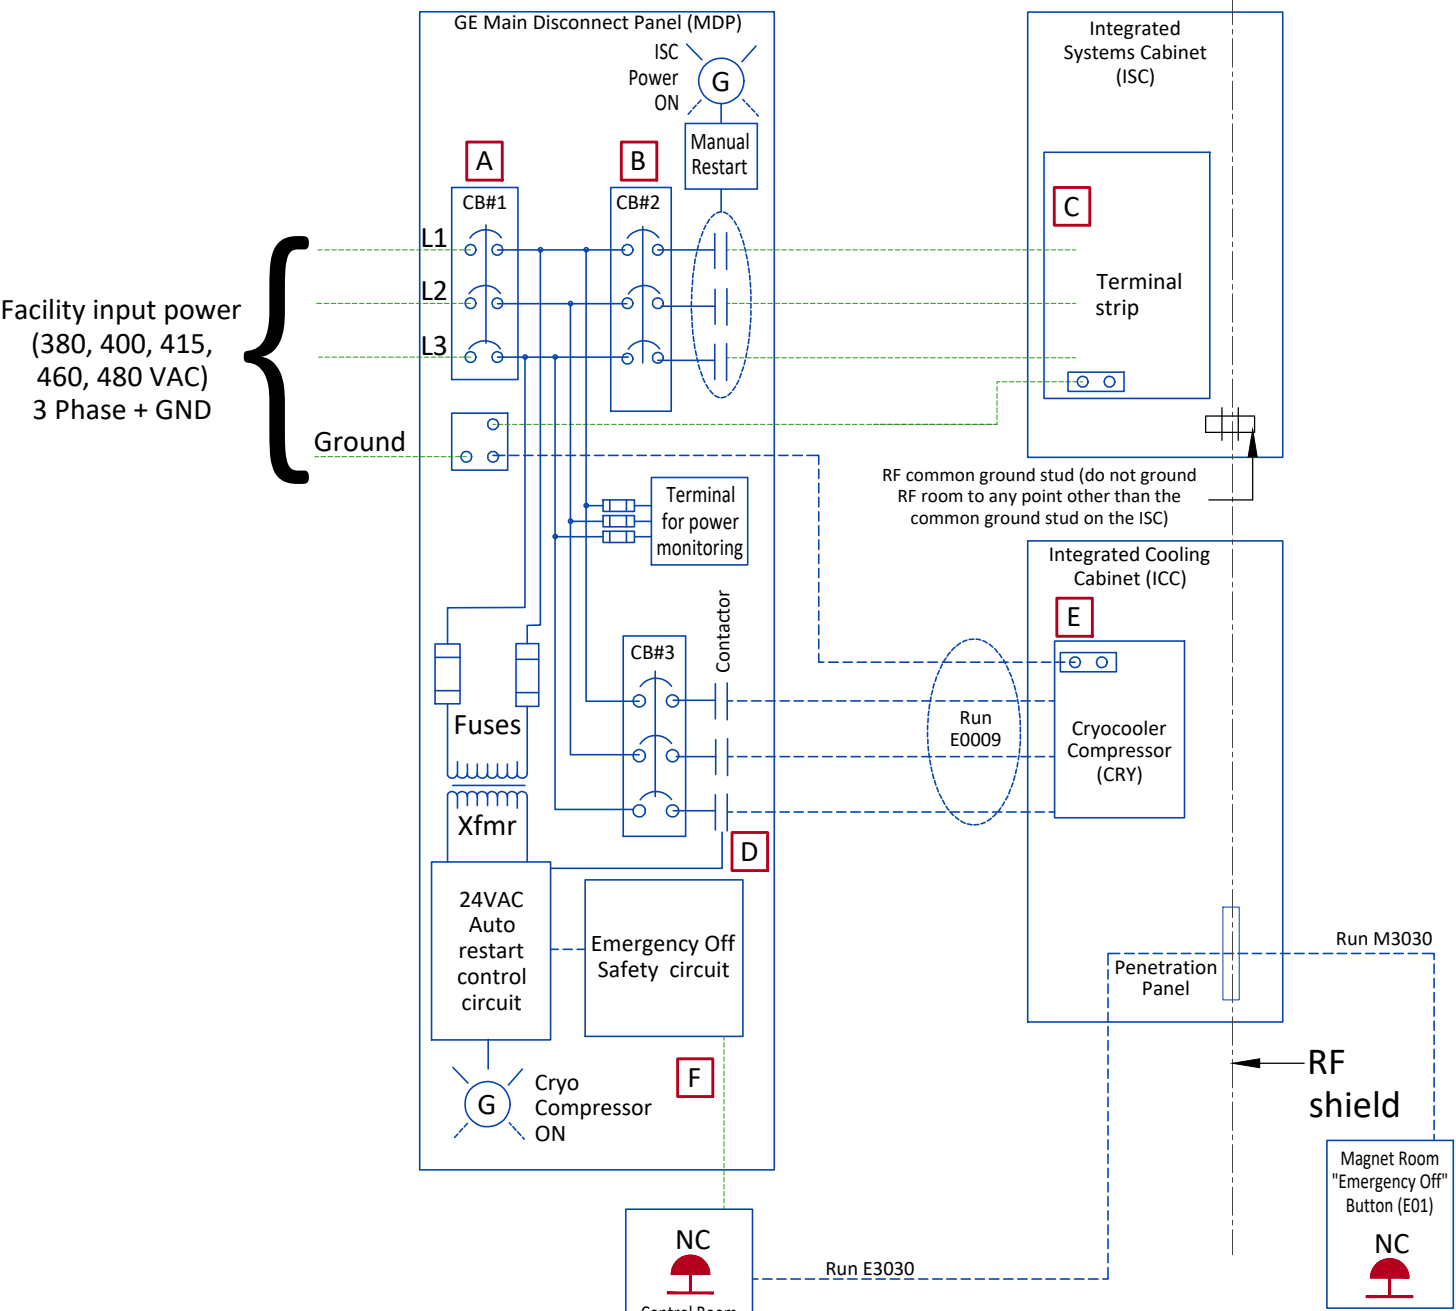 GE Main Disconnect Panel (MDP)
ISC
Power
ON
G
Manual
Restart
A
B
CB#1
CB#2
L1
L2
L3
Facility input power
(380, 400, 415,
460, 480 VAC)
3 Phase + GND
Ground
Integrated
Systems Cabinet
(ISC)
C
Terminal
strip
RF common ground stud (do not ground
RF room to any point other than the
common ground stud on the ISC)
Terminal
for power
monitoring
Integrated Cooling
Cabinet (ICC)
E
Contactor
CB#3
Run
E0009
Cryocooler
Compressor
(CRY)
Fuses
Xfmr
D
24VAC
Auto
restart
control
circuit
Emergency Off
Safety circuit
Penetration
Panel
Run M3030
F
G
Cryo
Compressor
ON
RF
shield
Magnet Room
"Emergency Off"
Button (E01)
NC
NC
Run E3030
Control Room